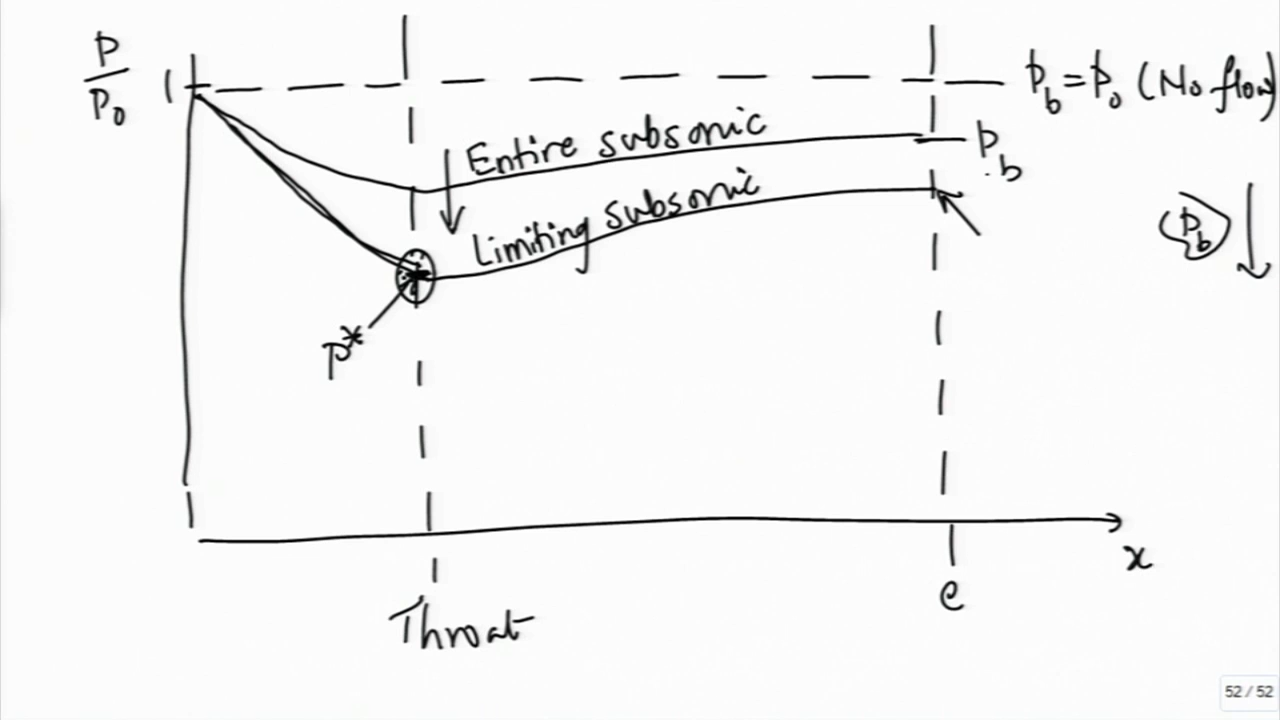 P/P₀
1
P_b = P₀ (No flow)
Entire subsonic
P_b
Limiting subsonic
(P_b) ↓
P*
x
Throat
e
52 / 52